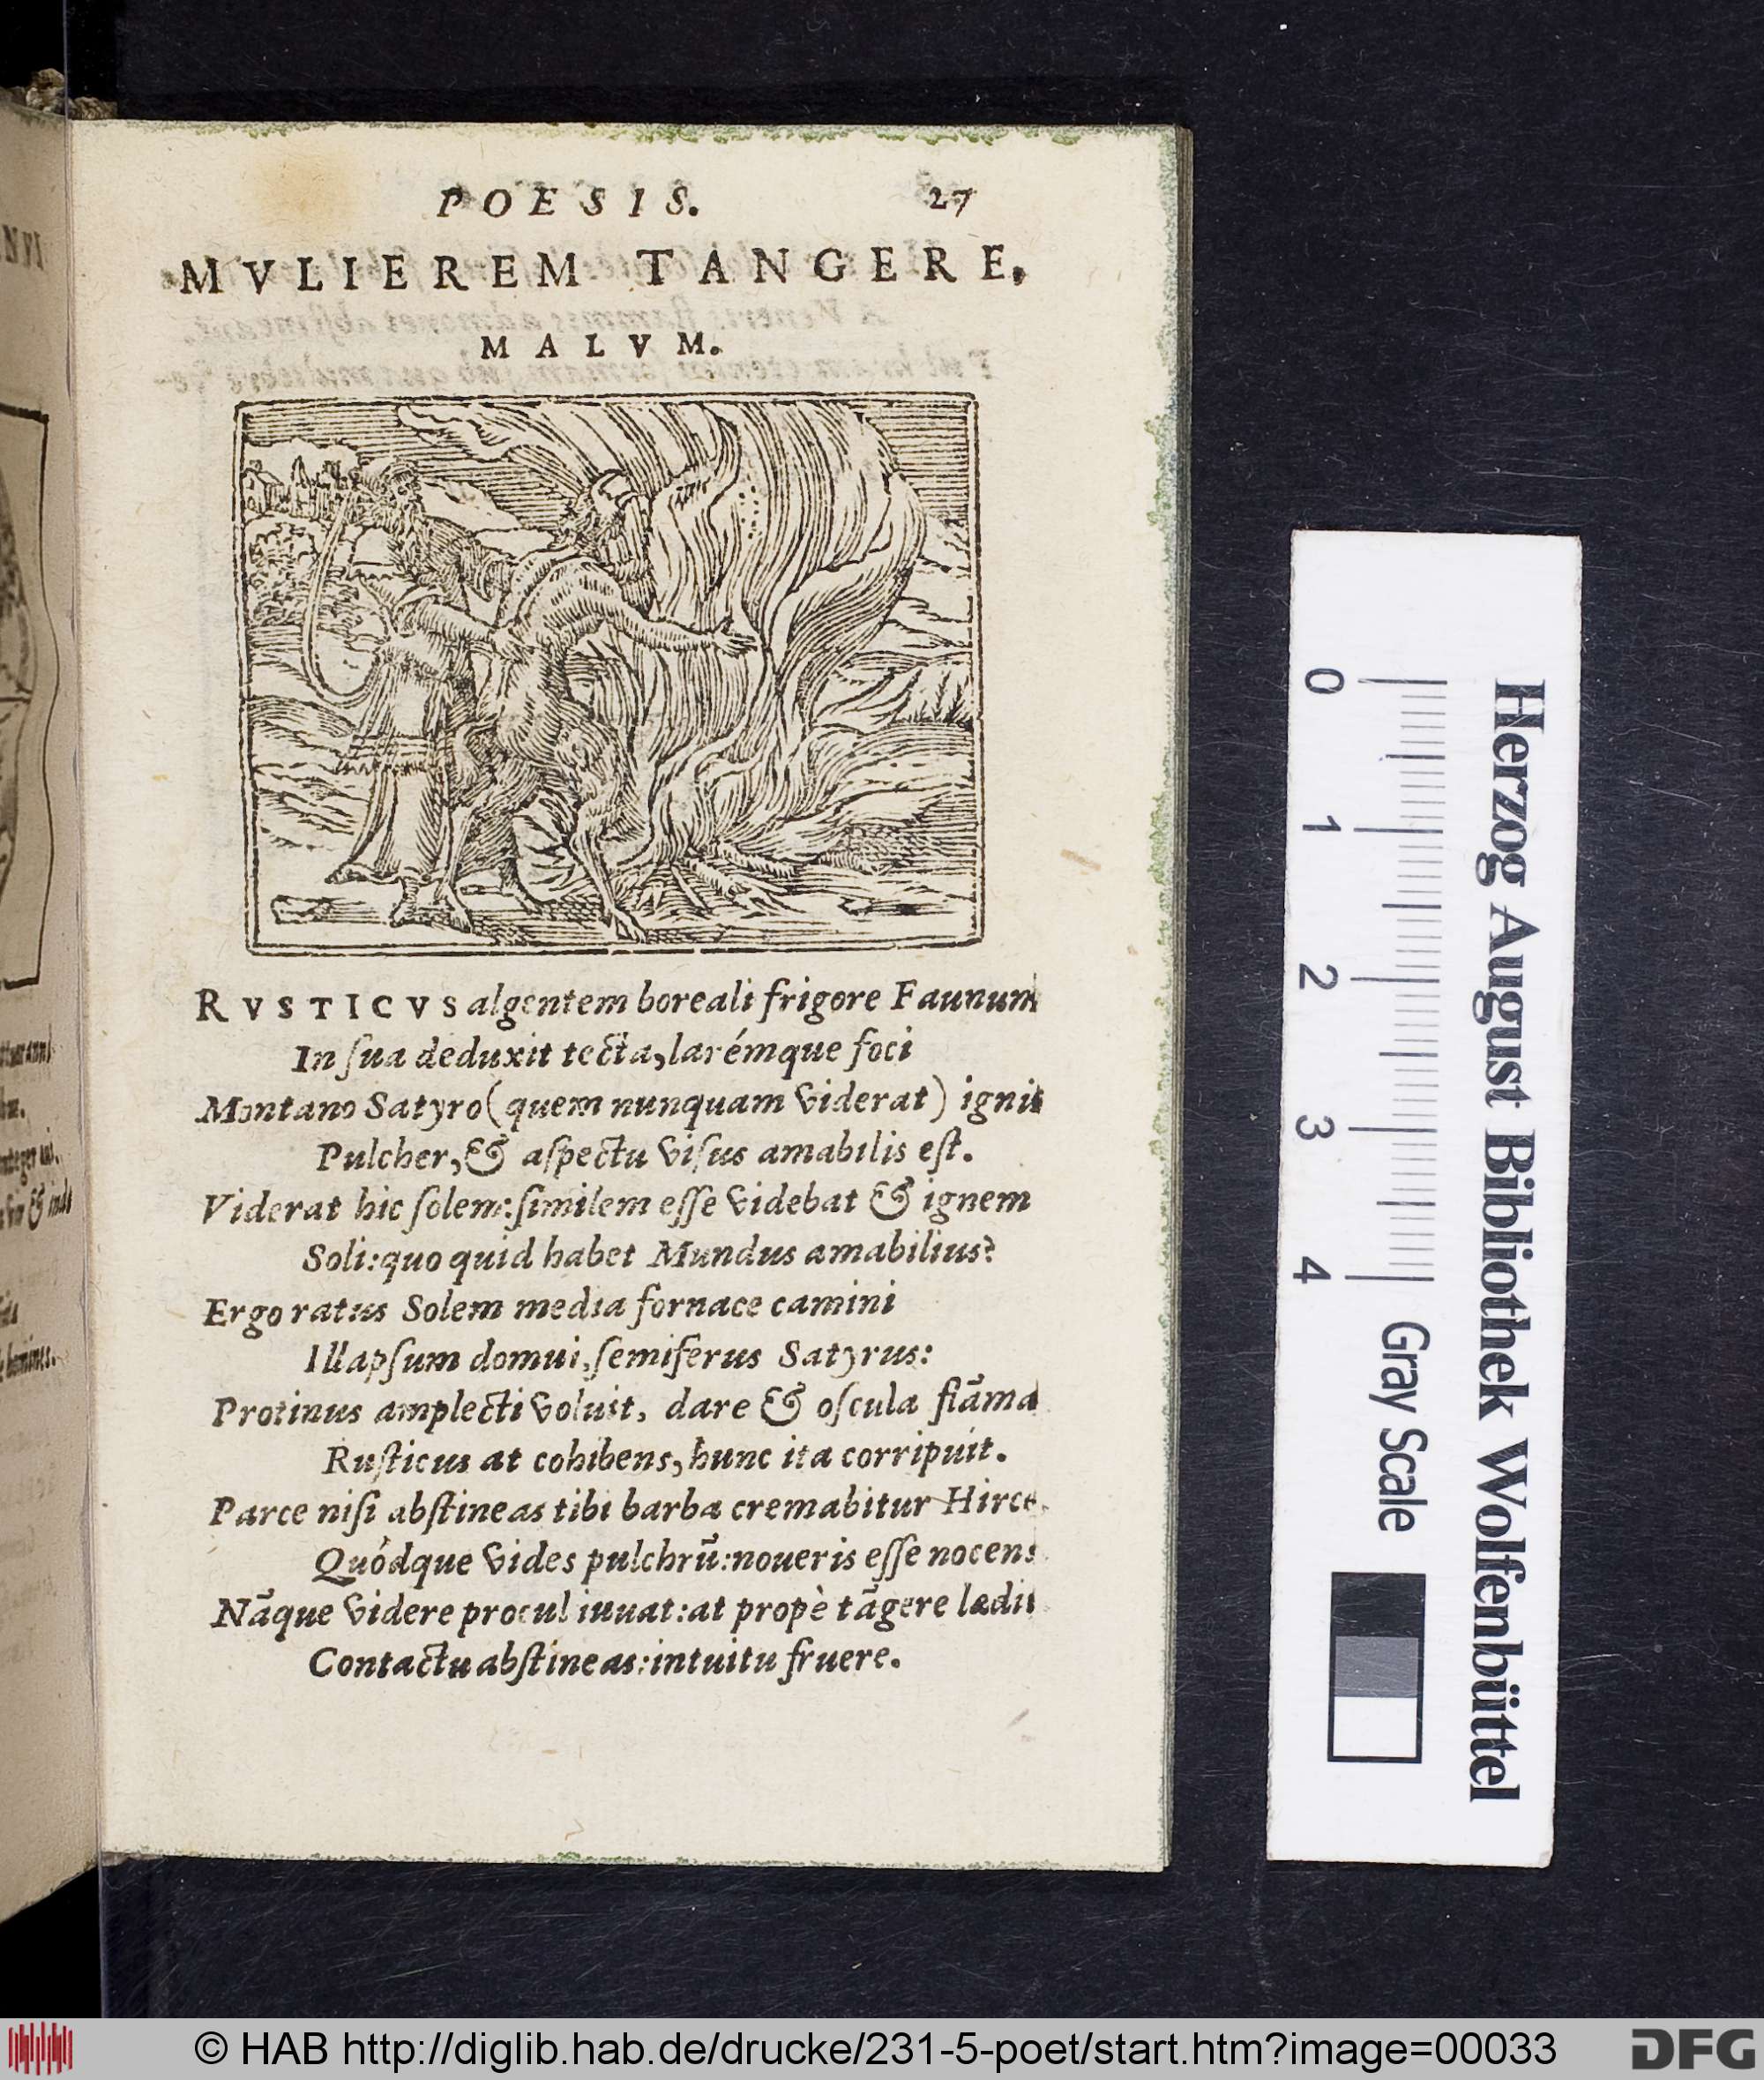 POESIS. 27
MVLIEREM TANGERE,
MALVM.
RVSTICVS algentem boreali frigore Faunum
In ſua deduxit tecta, larémque foci
Montano Satyro (quem nunquam viderat) ignis
Pulcher, & aſpectu viſus amabilis eſt.
Viderat hic ſolem: ſimilem eſſe videbat & ignem
Soli: quo quid habet Mundus amabilius?
Ergo ratus Solem media fornace camini
Illapſum domui, ſemiferus Satyrus:
Protinus amplecti voluit, dare & oſcula flāma
Ruſticus at cohibens, hunc ita corripuit.
Parce niſi abſtineas tibi barba cremabitur Hirce,
Quódque vides pulchrū: noueris eſſe nocens
Nāque videre procul iuuat: at propè tāgere lædit
Contactu abſtineas: intuitu fruere.
Herzog August Bibliothek Wolfenbüttel
0 1 2 3 4 Gray Scale
© HAB http://diglib.hab.de/drucke/231-5-poet/start.htm?image=00033
DFG